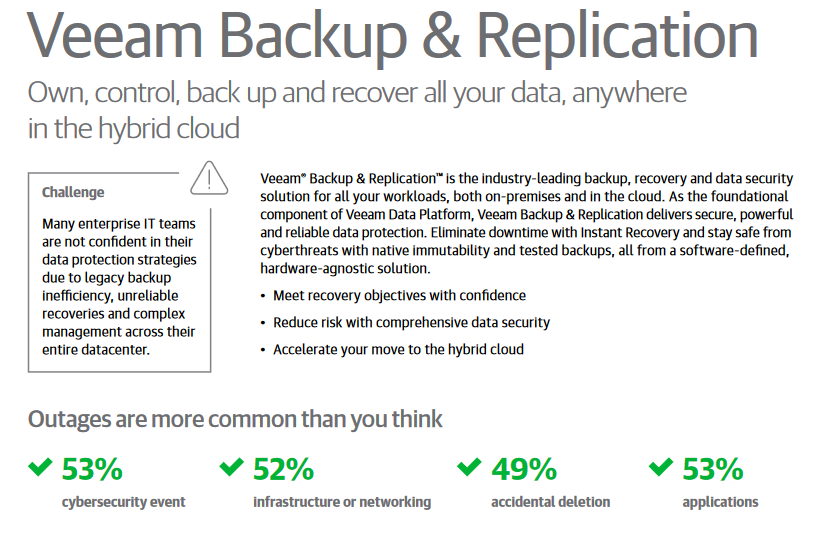 Veeam Backup & Replication
Own, control, back up and recover all your data, anywhere
in the hybrid cloud
Challenge
Many enterprise IT teams
are not confident in their
data protection strategies
due to legacy backup
inefficiency, unreliable
recoveries and complex
management across their
entire datacenter.
Veeam® Backup & Replication™ is the industry-leading backup, recovery and data security
solution for all your workloads, both on-premises and in the cloud. As the foundational
component of Veeam Data Platform, Veeam Backup & Replication delivers secure, powerful
and reliable data protection. Eliminate downtime with Instant Recovery and stay safe from
cyberthreats with native immutability and tested backups, all from a software-defined,
hardware-agnostic solution.
• Meet recovery objectives with confidence
• Reduce risk with comprehensive data security
• Accelerate your move to the hybrid cloud
Outages are more common than you think
53%
cybersecurity event
52%
infrastructure or networking
49%
accidental deletion
53%
applications